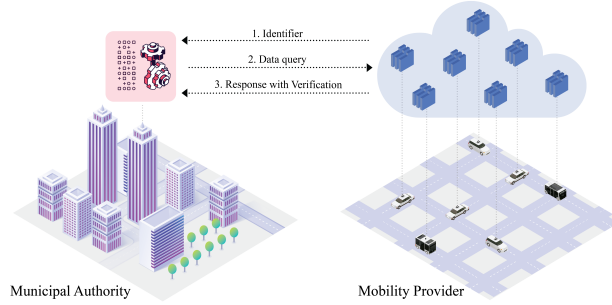 1. Identifier
2. Data query
3. Response with Verification
Municipal Authority
Mobility Provider